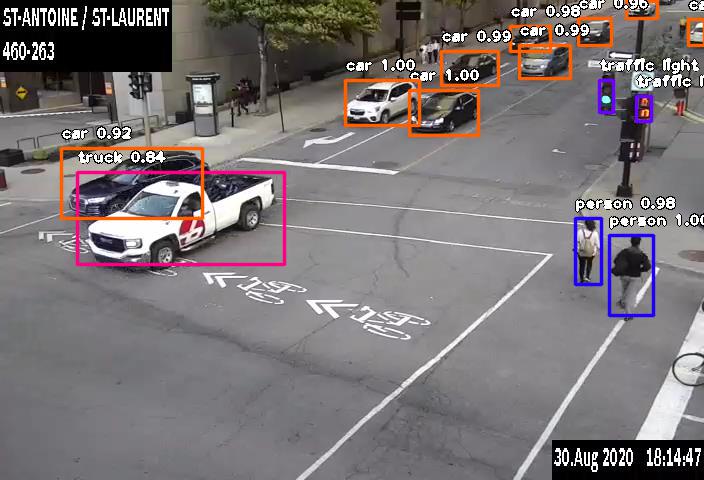 ST-ANTOINE / ST-LAURENT
460-263
car 0.98
car 0.96
car 0.99
car 0.99
car 1.00
car 1.00
traffic light
traffic l
car 0.92
truck 0.84
person 0.98
person 1.00
30.Aug 2020 18:14:47